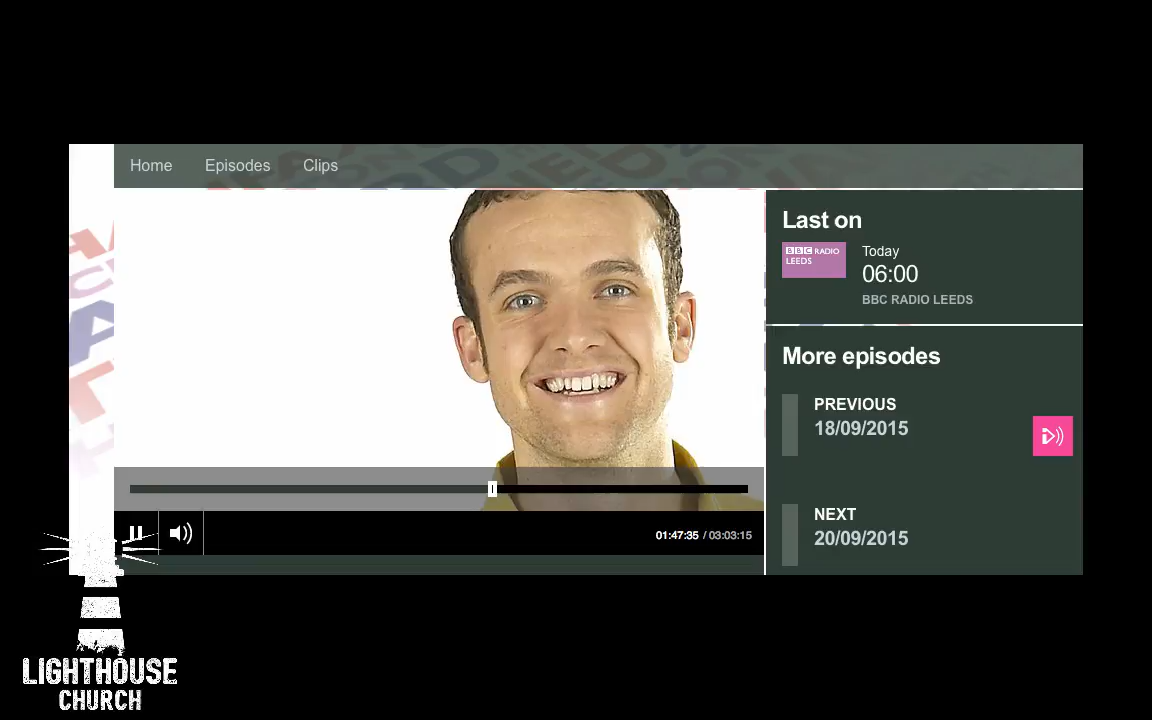 Home Episodes Clips
Last on
BBC RADIO
LEEDS
Today
06:00
BBC RADIO LEEDS
More episodes
PREVIOUS
18/09/2015
NEXT
20/09/2015
01:47:35 / 03:03:15
LIGHTHOUSE
CHURCH